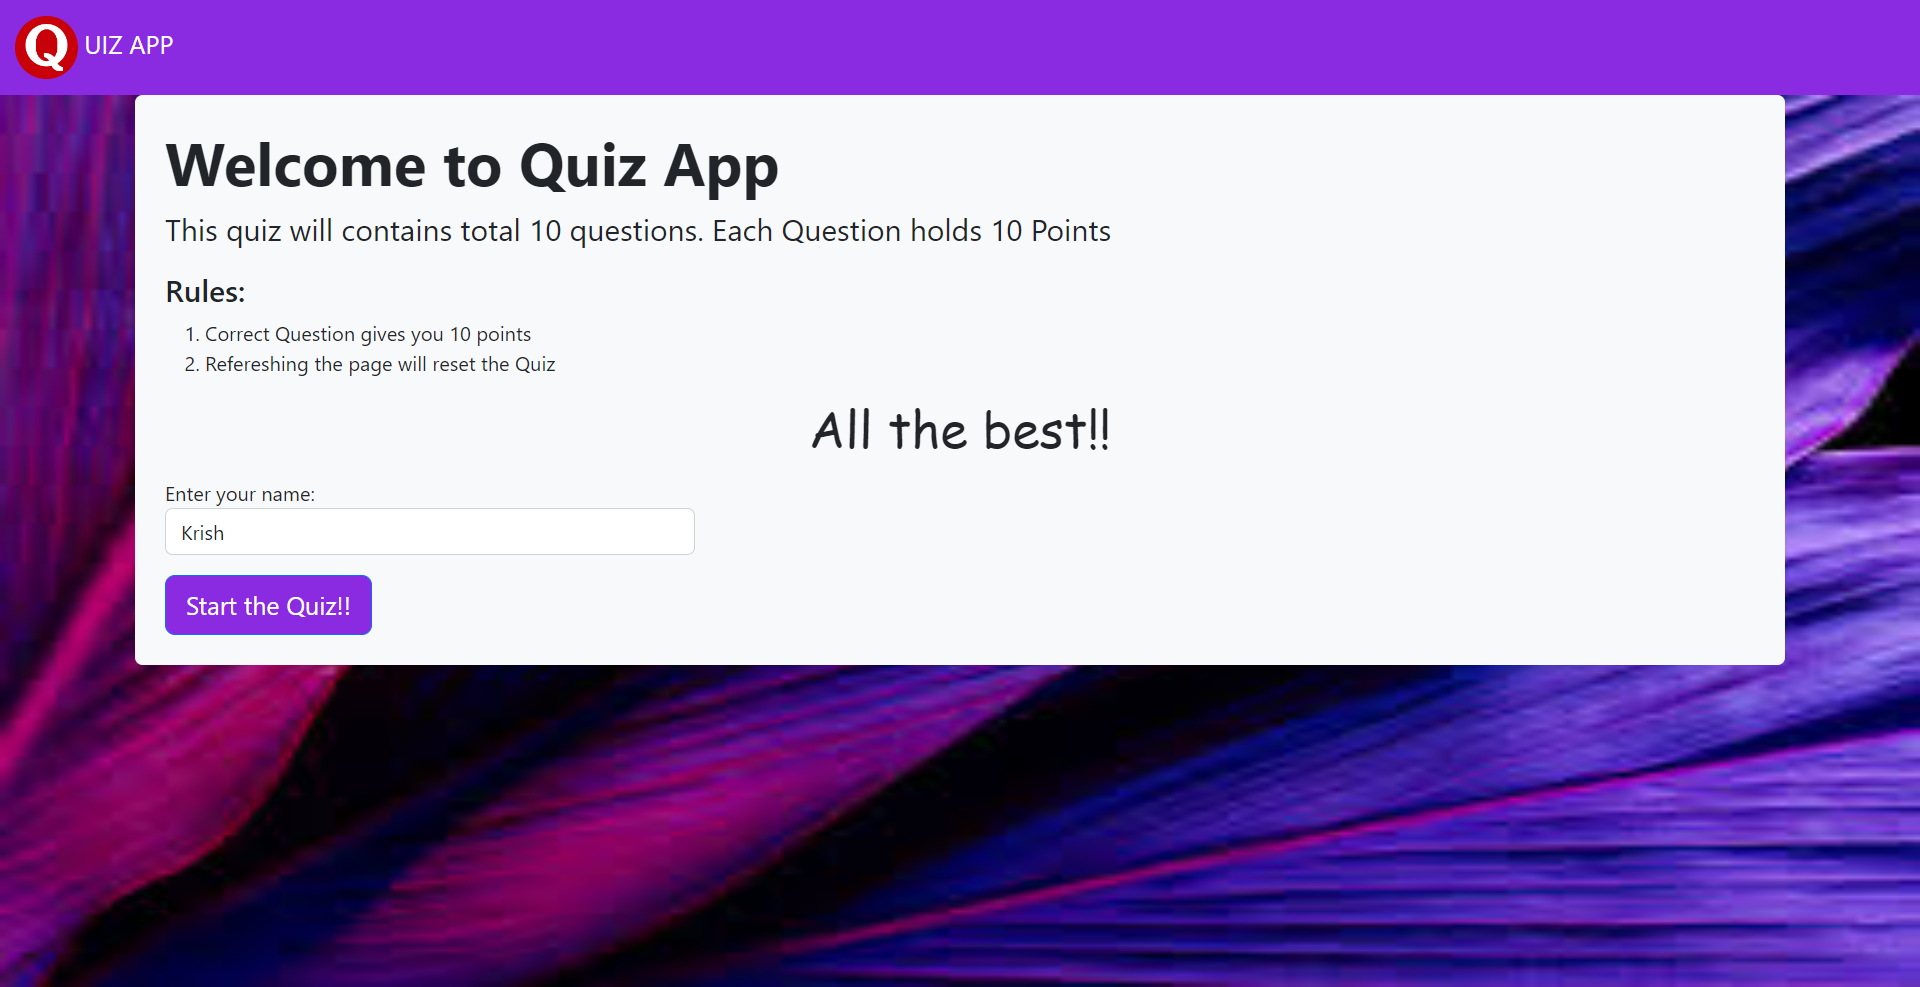 Q UIZ APP
Welcome to Quiz App
This quiz will contains total 10 questions. Each Question holds 10 Points
Rules:
1. Correct Question gives you 10 points
2. Refereshing the page will reset the Quiz
All the best!!
Enter your name:
Krish
Start the Quiz!!